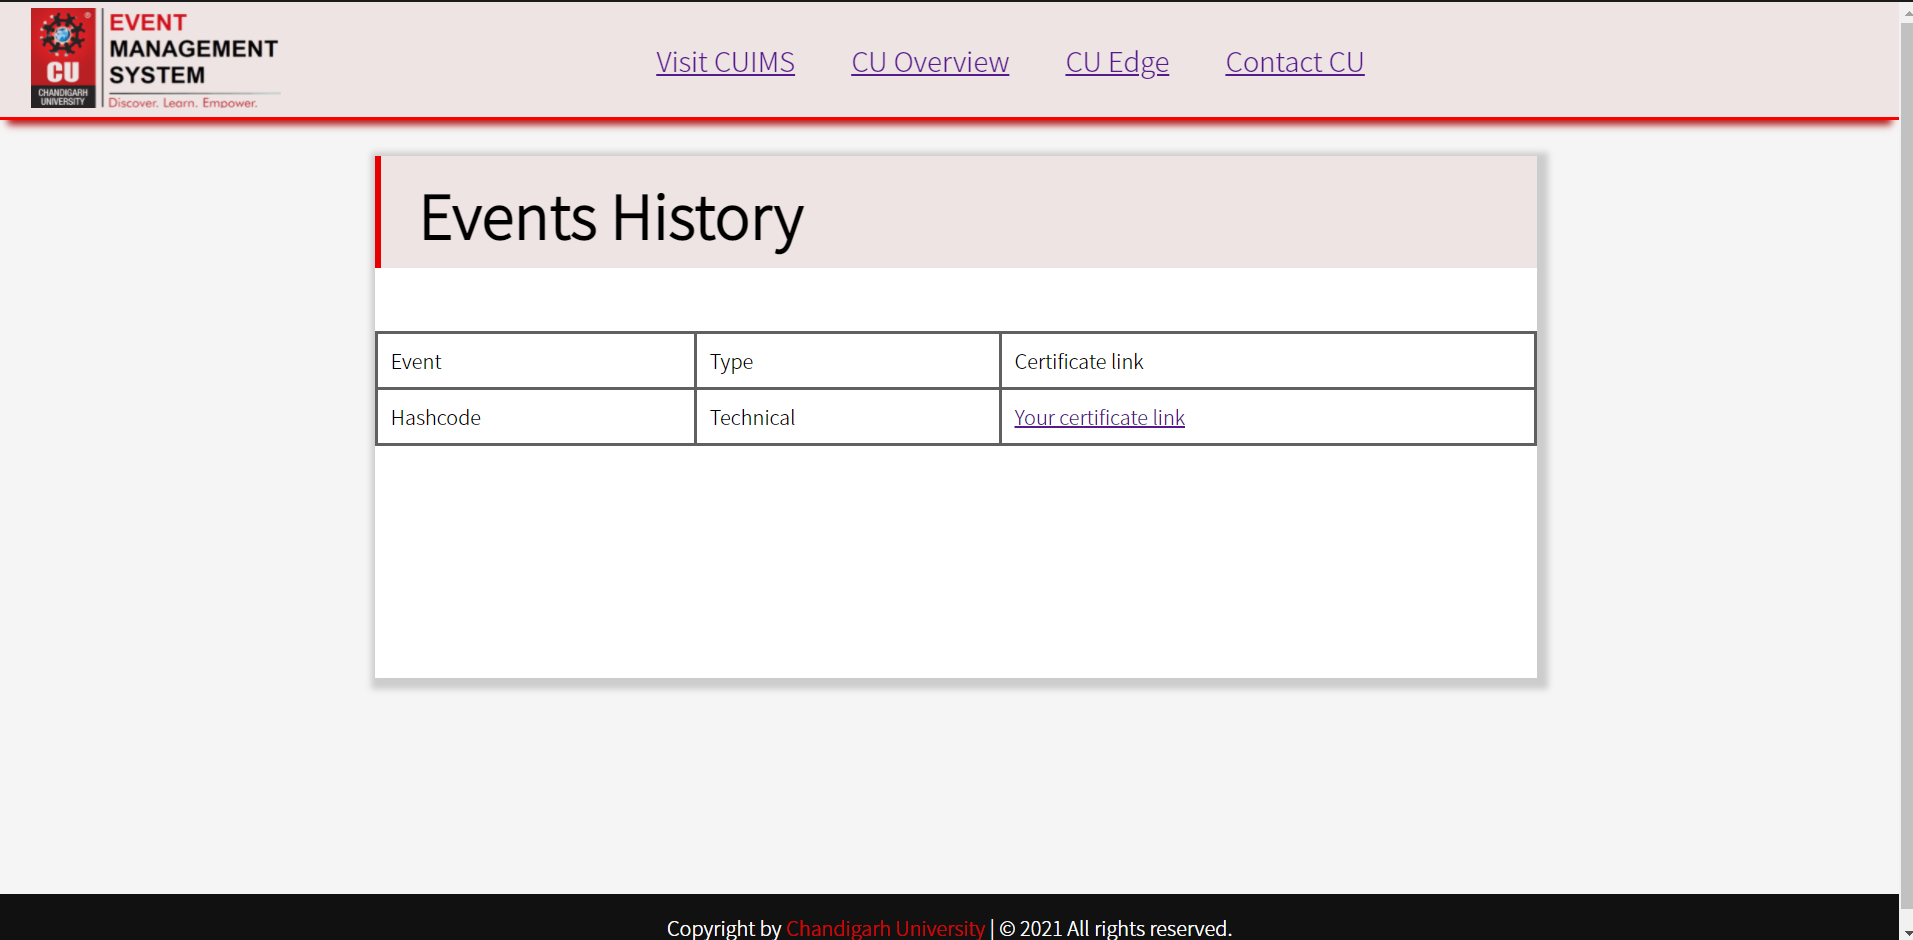 EVENT
MANAGEMENT
SYSTEM
CU
CHANDIGARH
UNIVERSITY
Discover. Learn. Empower.
Visit CUIMS CU Overview CU Edge Contact CU
Events History
Event Type Certificate link
Hashcode Technical Your certificate link
Copyright by Chandigarh University | © 2021 All rights reserved.